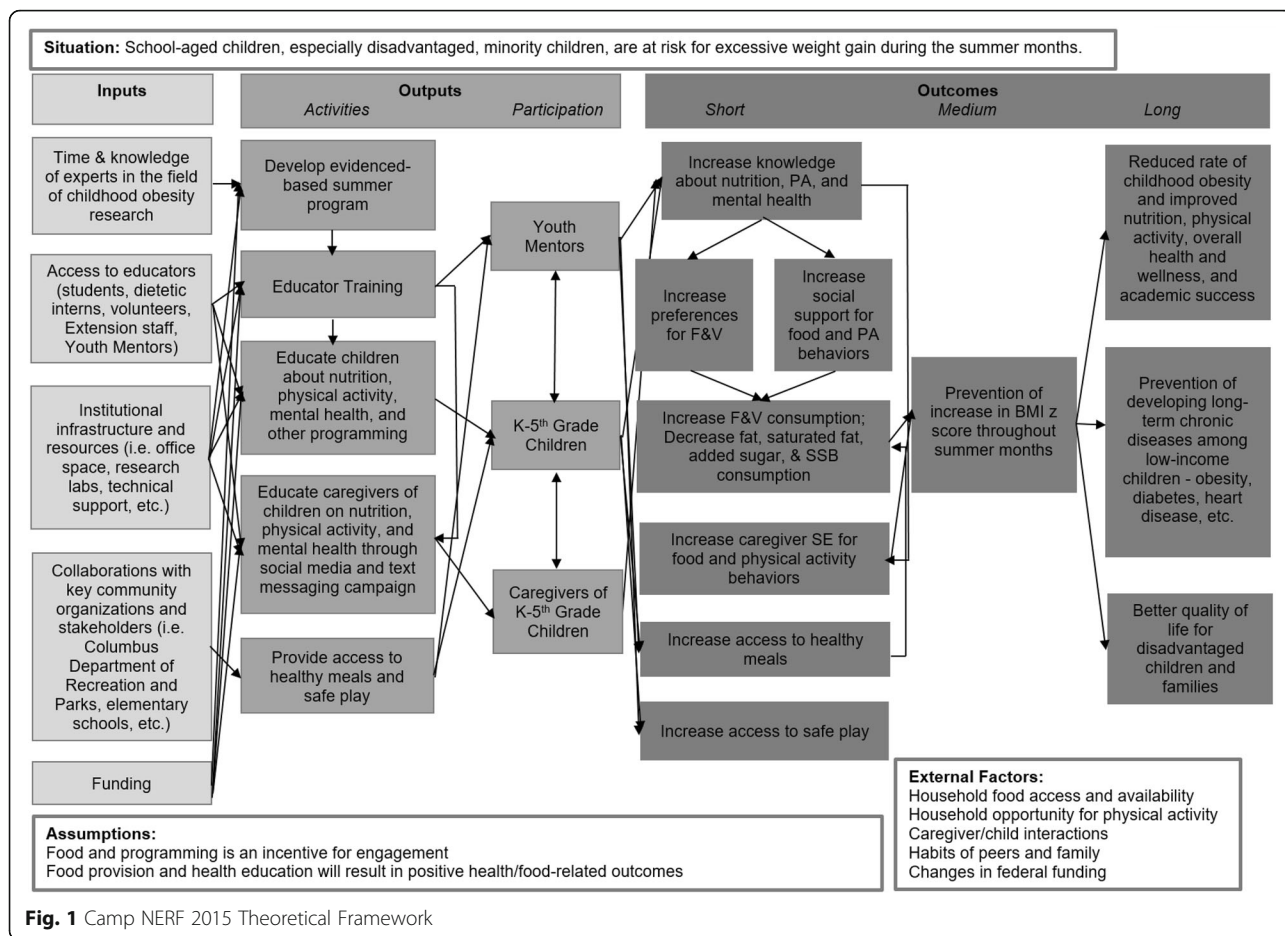 Situation: School-aged children, especially disadvantaged, minority children, are at risk for excessive weight gain during the summer months.
Inputs
Outputs
Activities
Participation
Outcomes
Short
Medium
Long
Time & knowledge
of experts in the field
of childhood obesity
research
Access to educators
(students, dietetic
interns, volunteers,
Extension staff,
Youth Mentors)
Institutional
infrastructure and
resources (i.e. office
space, research
labs, technical
support, etc.)
Collaborations with
key community
organizations and
stakeholders (i.e.
Columbus
Department of
Recreation and
Parks, elementary
schools, etc.)
Funding
Develop evidenced-
based summer
program
Educator Training
Educate children
about nutrition,
physical activity,
mental health, and
other programming
Educate caregivers of
children on nutrition,
physical activity, and
mental health through
social media and text
messaging campaign
Provide access to
healthy meals and
safe play
Youth
Mentors
K-5th Grade
Children
Caregivers of
K-5th Grade
Children
Increase knowledge
about nutrition, PA, and
mental health
Increase
preferences
for F&V
Increase
social
support for
food and PA
behaviors
Increase F&V consumption;
Decrease fat, saturated fat,
added sugar, & SSB
consumption
Increase caregiver SE for
food and physical activity
behaviors
Increase access to healthy
meals
Increase access to safe play
Prevention of
increase in BMI z
score throughout
summer months
Reduced rate of
childhood obesity
and improved
nutrition, physical
activity, overall
health and
wellness, and
academic success
Prevention of
developing long-
term chronic
diseases among
low-income
children - obesity,
diabetes, heart
disease, etc.
Better quality of
life for
disadvantaged
children and
families
Assumptions:
Food and programming is an incentive for engagement
Food provision and health education will result in positive health/food-related outcomes
External Factors:
Household food access and availability
Household opportunity for physical activity
Caregiver/child interactions
Habits of peers and family
Changes in federal funding
Fig. 1 Camp NERF 2015 Theoretical Framework